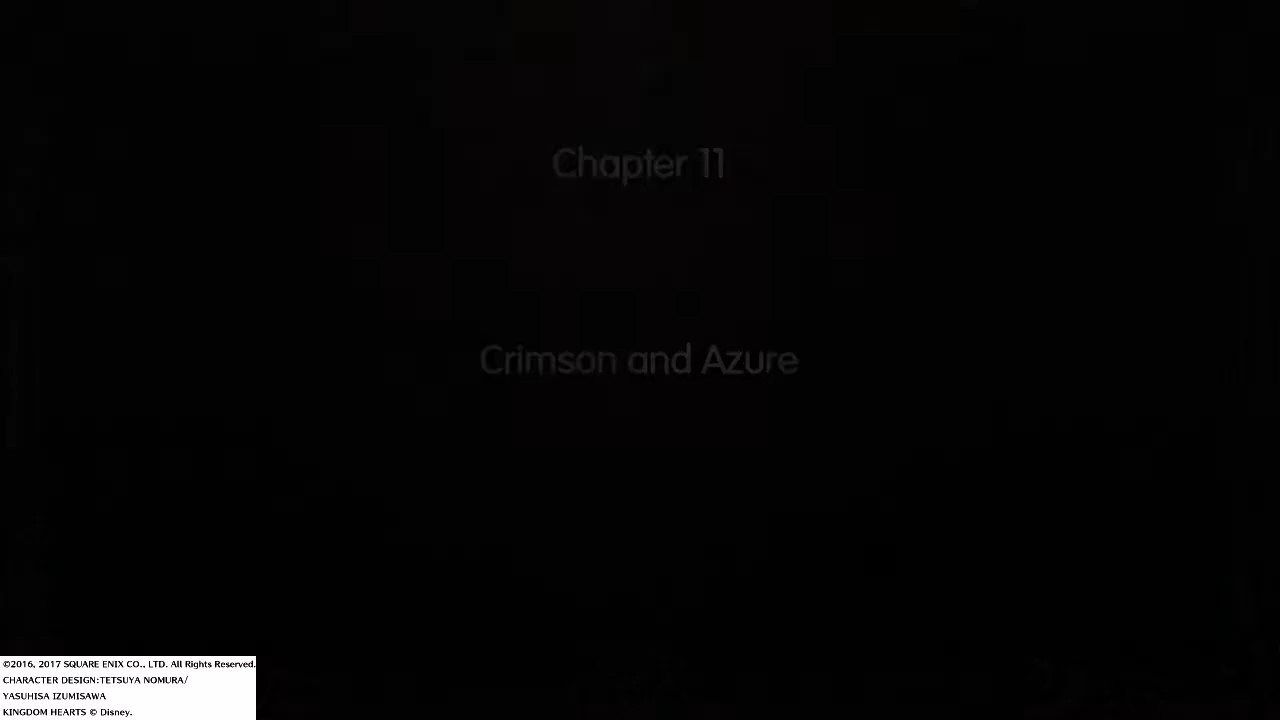 Chapter 11
Crimson and Azure
©2016, 2017 SQUARE ENIX CO., LTD. All Rights Reserved.
CHARACTER DESIGN:TETSUYA NOMURA/
YASUHISA IZUMISAWA
KINGDOM HEARTS © Disney.